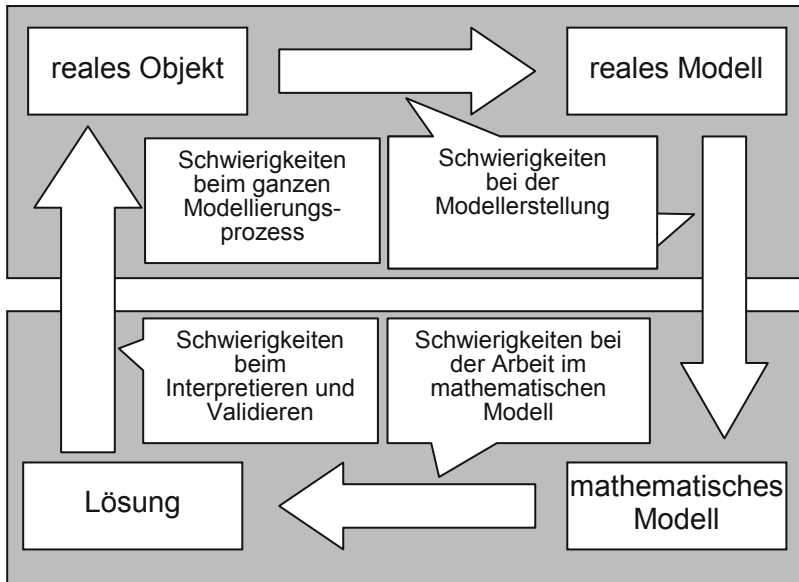 reales Objekt
reales Modell
Schwierigkeiten
beim ganzen
Modellierungs-
prozess
Schwierigkeiten
bei der
Modellerstellung
Schwierigkeiten
beim
Interpretieren und
Validieren
Schwierigkeiten bei
der Arbeit im
mathematischen
Modell
Lösung
mathematisches
Modell